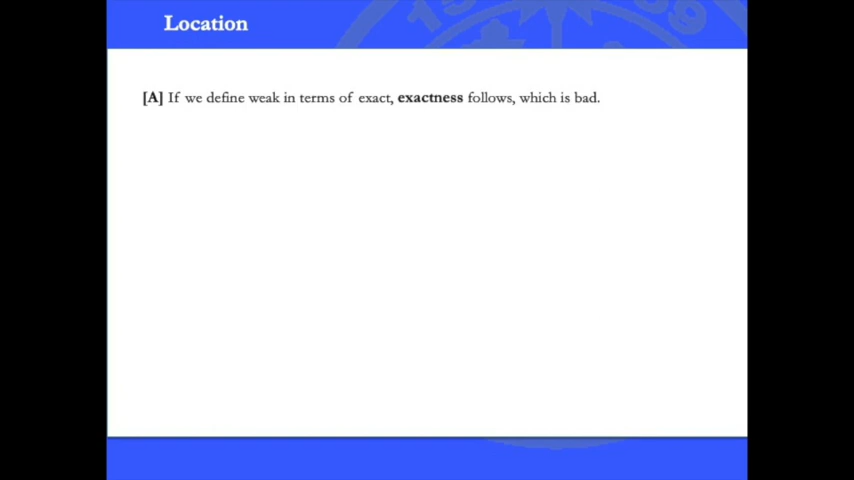 Location
[A] If we define weak in terms of exact, exactness follows, which is bad.